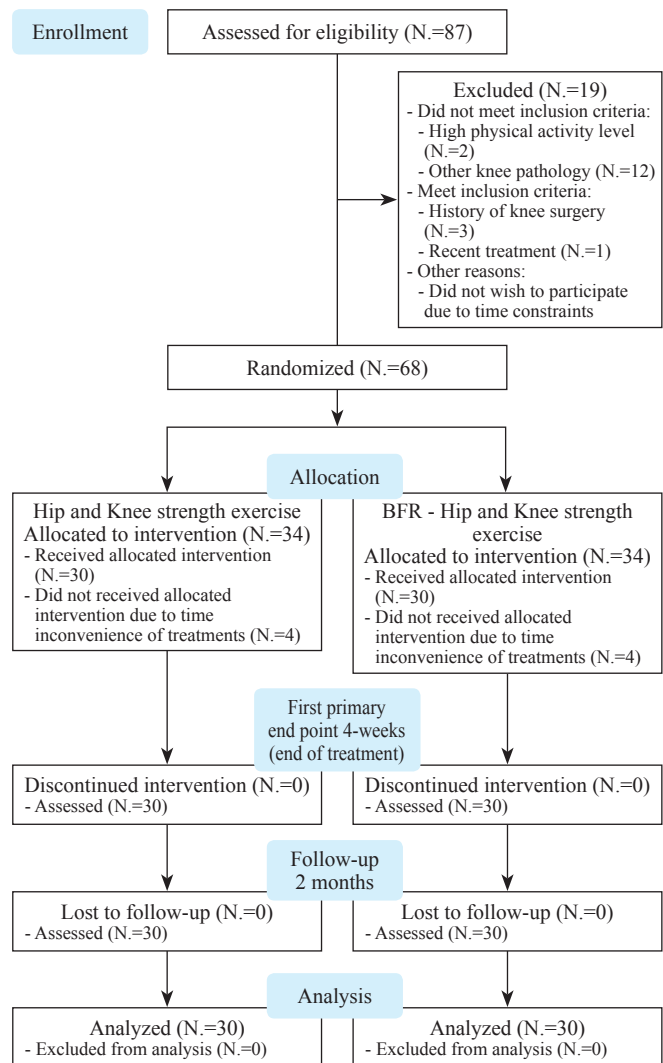 Enrollment
Assessed for eligibility (N.=87)
Excluded (N.=19)
- Did not meet inclusion criteria:
- High physical activity level
(N.=2)
- Other knee pathology (N.=12)
- Meet inclusion criteria:
- History of knee surgery
(N.=3)
- Recent treatment (N.=1)
- Other reasons:
- Did not wish to participate
due to time constraints
Randomized (N.=68)
Allocation
Hip and Knee strength exercise
Allocated to intervention (N.=34)
- Received allocated intervention
(N.=30)
- Did not received allocated
intervention due to time
inconvenience of treatments (N.=4)
BFR - Hip and Knee strength
exercise
Allocated to intervention (N.=34)
- Received allocated intervention
(N.=30)
- Did not received allocated
intervention due to time
inconvenience of treatments (N.=4)
First primary
end point 4-weeks
(end of treatment)
Discontinued intervention (N.=0)
- Assessed (N.=30)
Discontinued intervention (N.=0)
- Assessed (N.=30)
Follow-up
2 months
Lost to follow-up (N.=0)
- Assessed (N.=30)
Lost to follow-up (N.=0)
- Assessed (N.=30)
Analysis
Analyzed (N.=30)
- Excluded from analysis (N.=0)
Analyzed (N.=30)
- Excluded from analysis (N.=0)